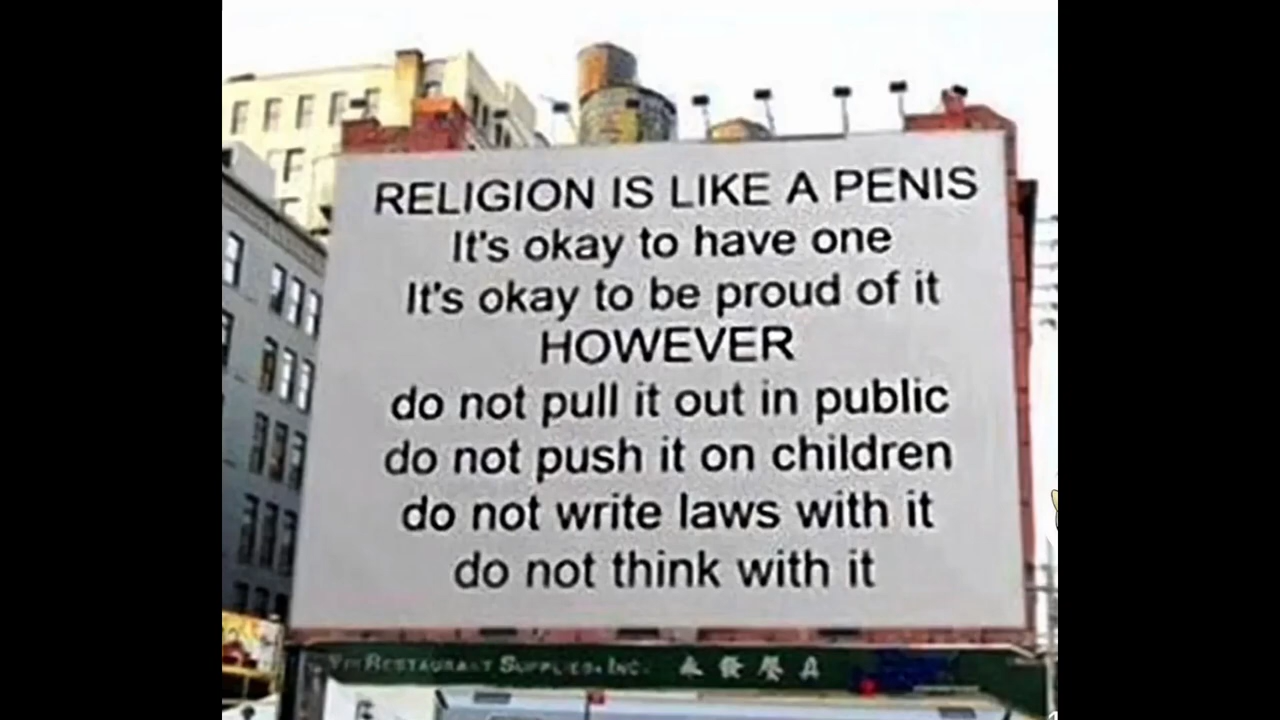 RELIGION IS LIKE A PENIS
It's okay to have one
It's okay to be proud of it
HOWEVER
do not pull it out in public
do not push it on children
do not write laws with it
do not think with it
RESTAURANT SUPPLIES, INC.